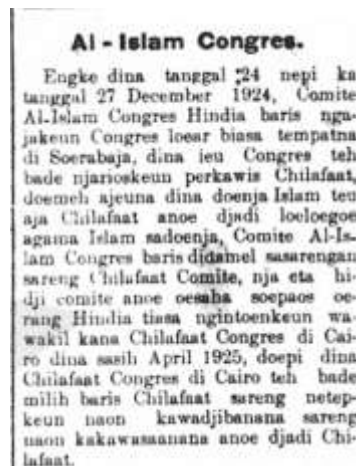 Al - Islam Congres.
Engke dina tanggal 24 nepi ka
tanggal 27 December 1924, Comite
Al-Islam Congres Hindia baris nga-
jakeun Congres loear biasa tempatna
di Soerabaja, dina ieu Congres teh
bade njarioskeun perkawis Chilafaat,
doemeh ajeuna dina doenja Islam teu
aja Chilafaat anoe djadi loeloegoe
agama Islam sadoenja, Comite Al-Is-
lam Congres baris didamel sasarengan
sareng Chilafaat Comite, nja eta hi-
dji comite anoe oesaha soepaos oe-
rang Hindia tiasa ngintoenkeun wa-
wakil kana Chilafaat Congres di Cai-
ro dina sasih April 1925, doepi dina
Chilafaat Congres di Cairo teh bade
milih baris Chilafaat sareng netep-
keun naon kawadjibanana sareng
naon kakawasaanana anoe djadi Chi-
lafaat.